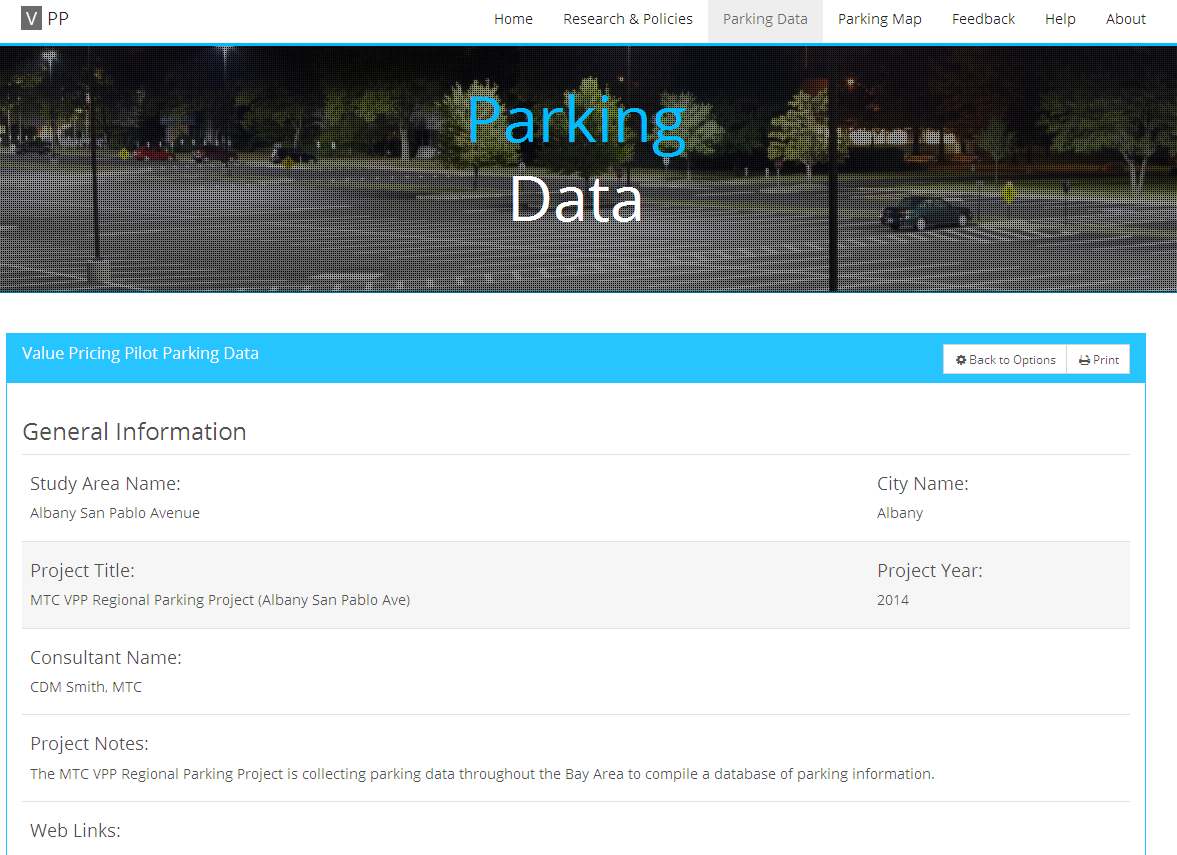 V PP
Home Research & Policies Parking Data Parking Map Feedback Help About
Parking
Data
Value Pricing Pilot Parking Data
Back to Options Print
General Information
Study Area Name: City Name:
Albany San Pablo Avenue Albany
Project Title: Project Year:
MTC VPP Regional Parking Project (Albany San Pablo Ave) 2014
Consultant Name:
CDM Smith, MTC
Project Notes:
The MTC VPP Regional Parking Project is collecting parking data throughout the Bay Area to compile a database of parking information.
Web Links: